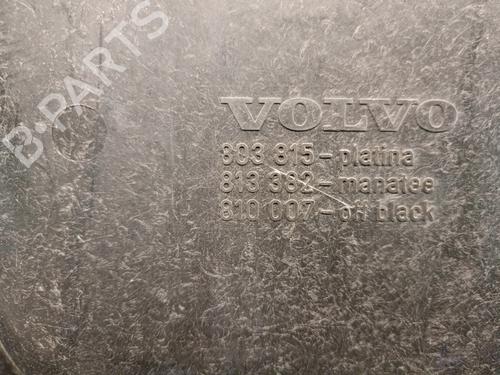 B-PARTS
VOLVO
803 815-platina
813 382-manatee
810 007-off black